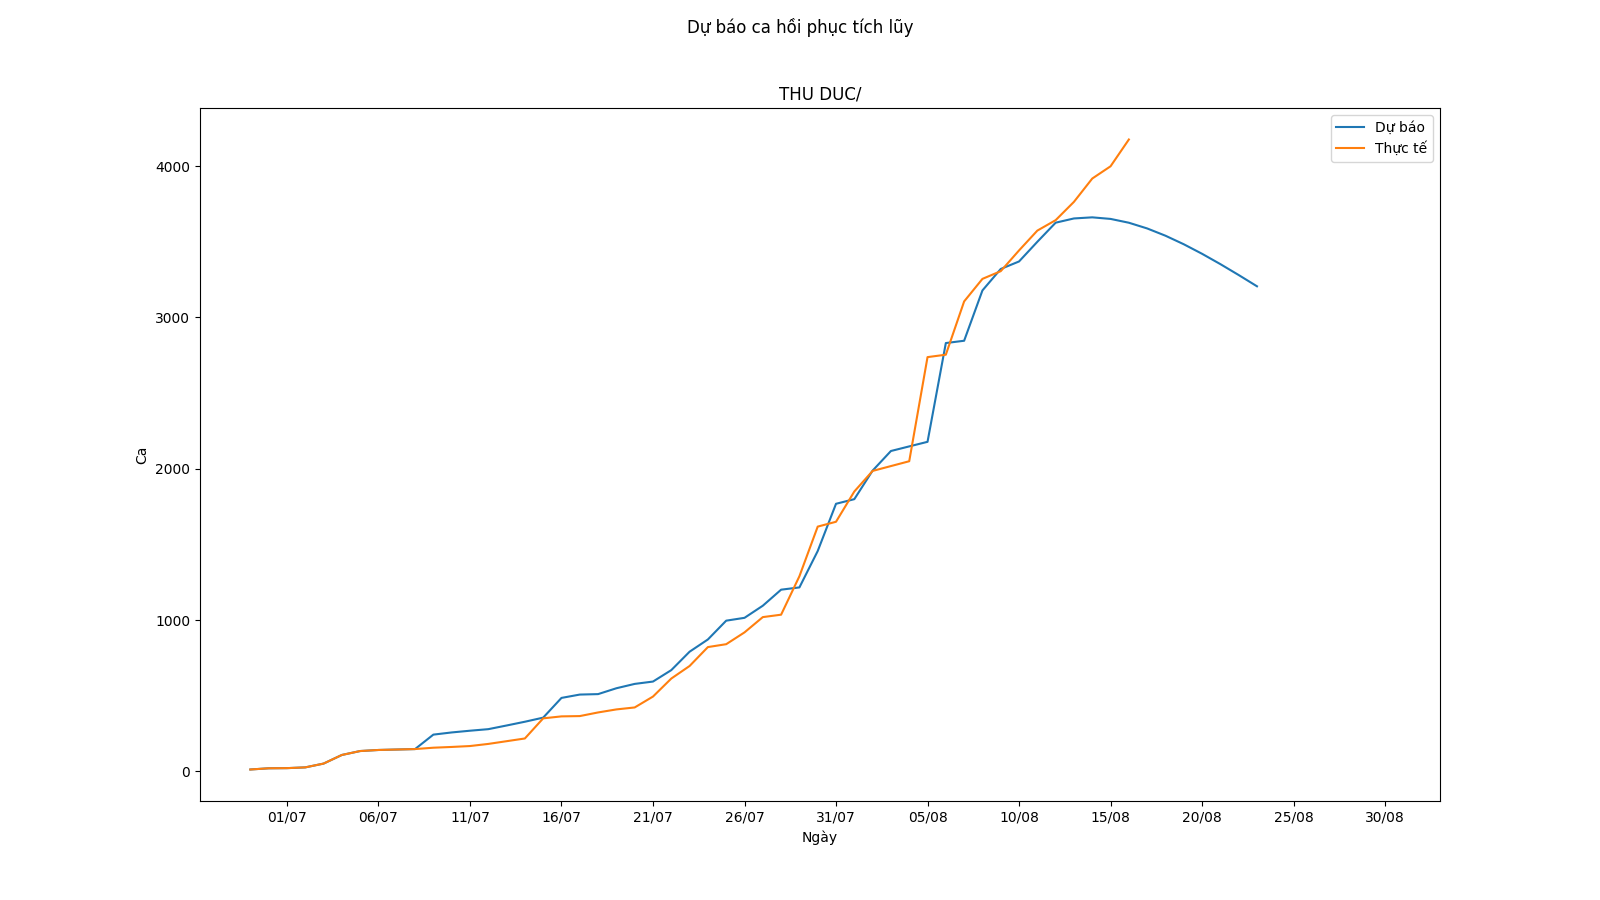 Dự báo ca hồi phục tích lũy
THU DUC/
Dự báo
Thực tế
4000
3000
2000
1000
0
Ca
01/07 06/07 11/07 16/07 21/07 26/07 31/07 05/08 10/08 15/08 20/08 25/08 30/08
Ngày